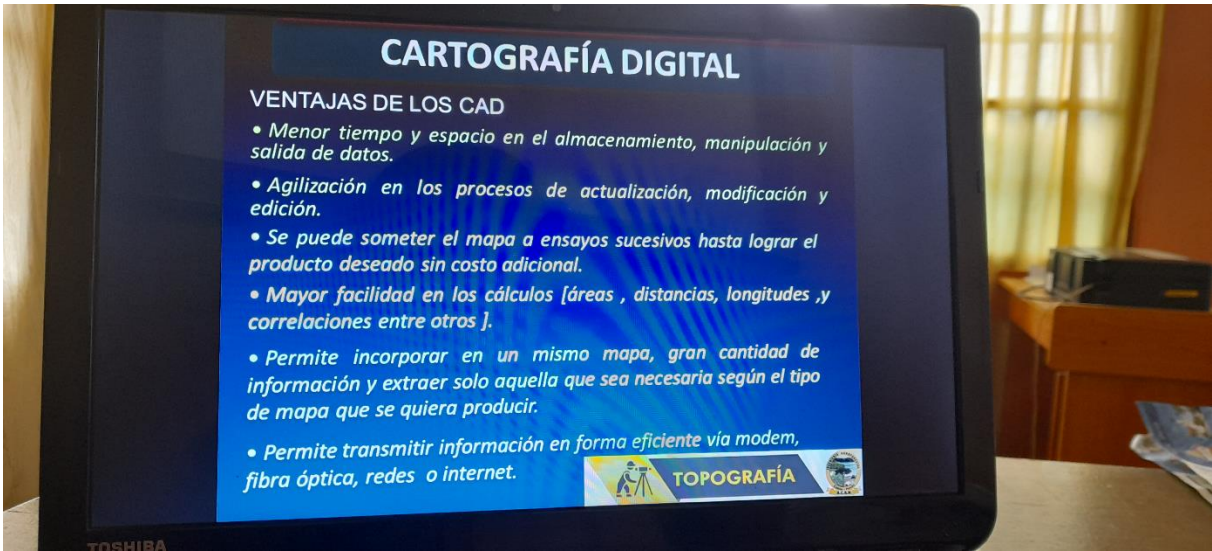 CARTOGRAFÍA DIGITAL
VENTAJAS DE LOS CAD
• Menor tiempo y espacio en el almacenamiento, manipulación y
salida de datos.
• Agilización en los procesos de actualización, modificación y
edición.
• Se puede someter el mapa a ensayos sucesivos hasta lograr el
producto deseado sin costo adicional.
• Mayor facilidad en los cálculos [áreas , distancias, longitudes ,y
correlaciones entre otros ].
• Permite incorporar en un mismo mapa, gran cantidad de
información y extraer solo aquella que sea necesaria según el tipo
de mapa que se quiera producir.
• Permite transmitir información en forma eficiente vía modem,
fibra óptica, redes o internet.
TOPOGRAFÍA
TOSHIBA